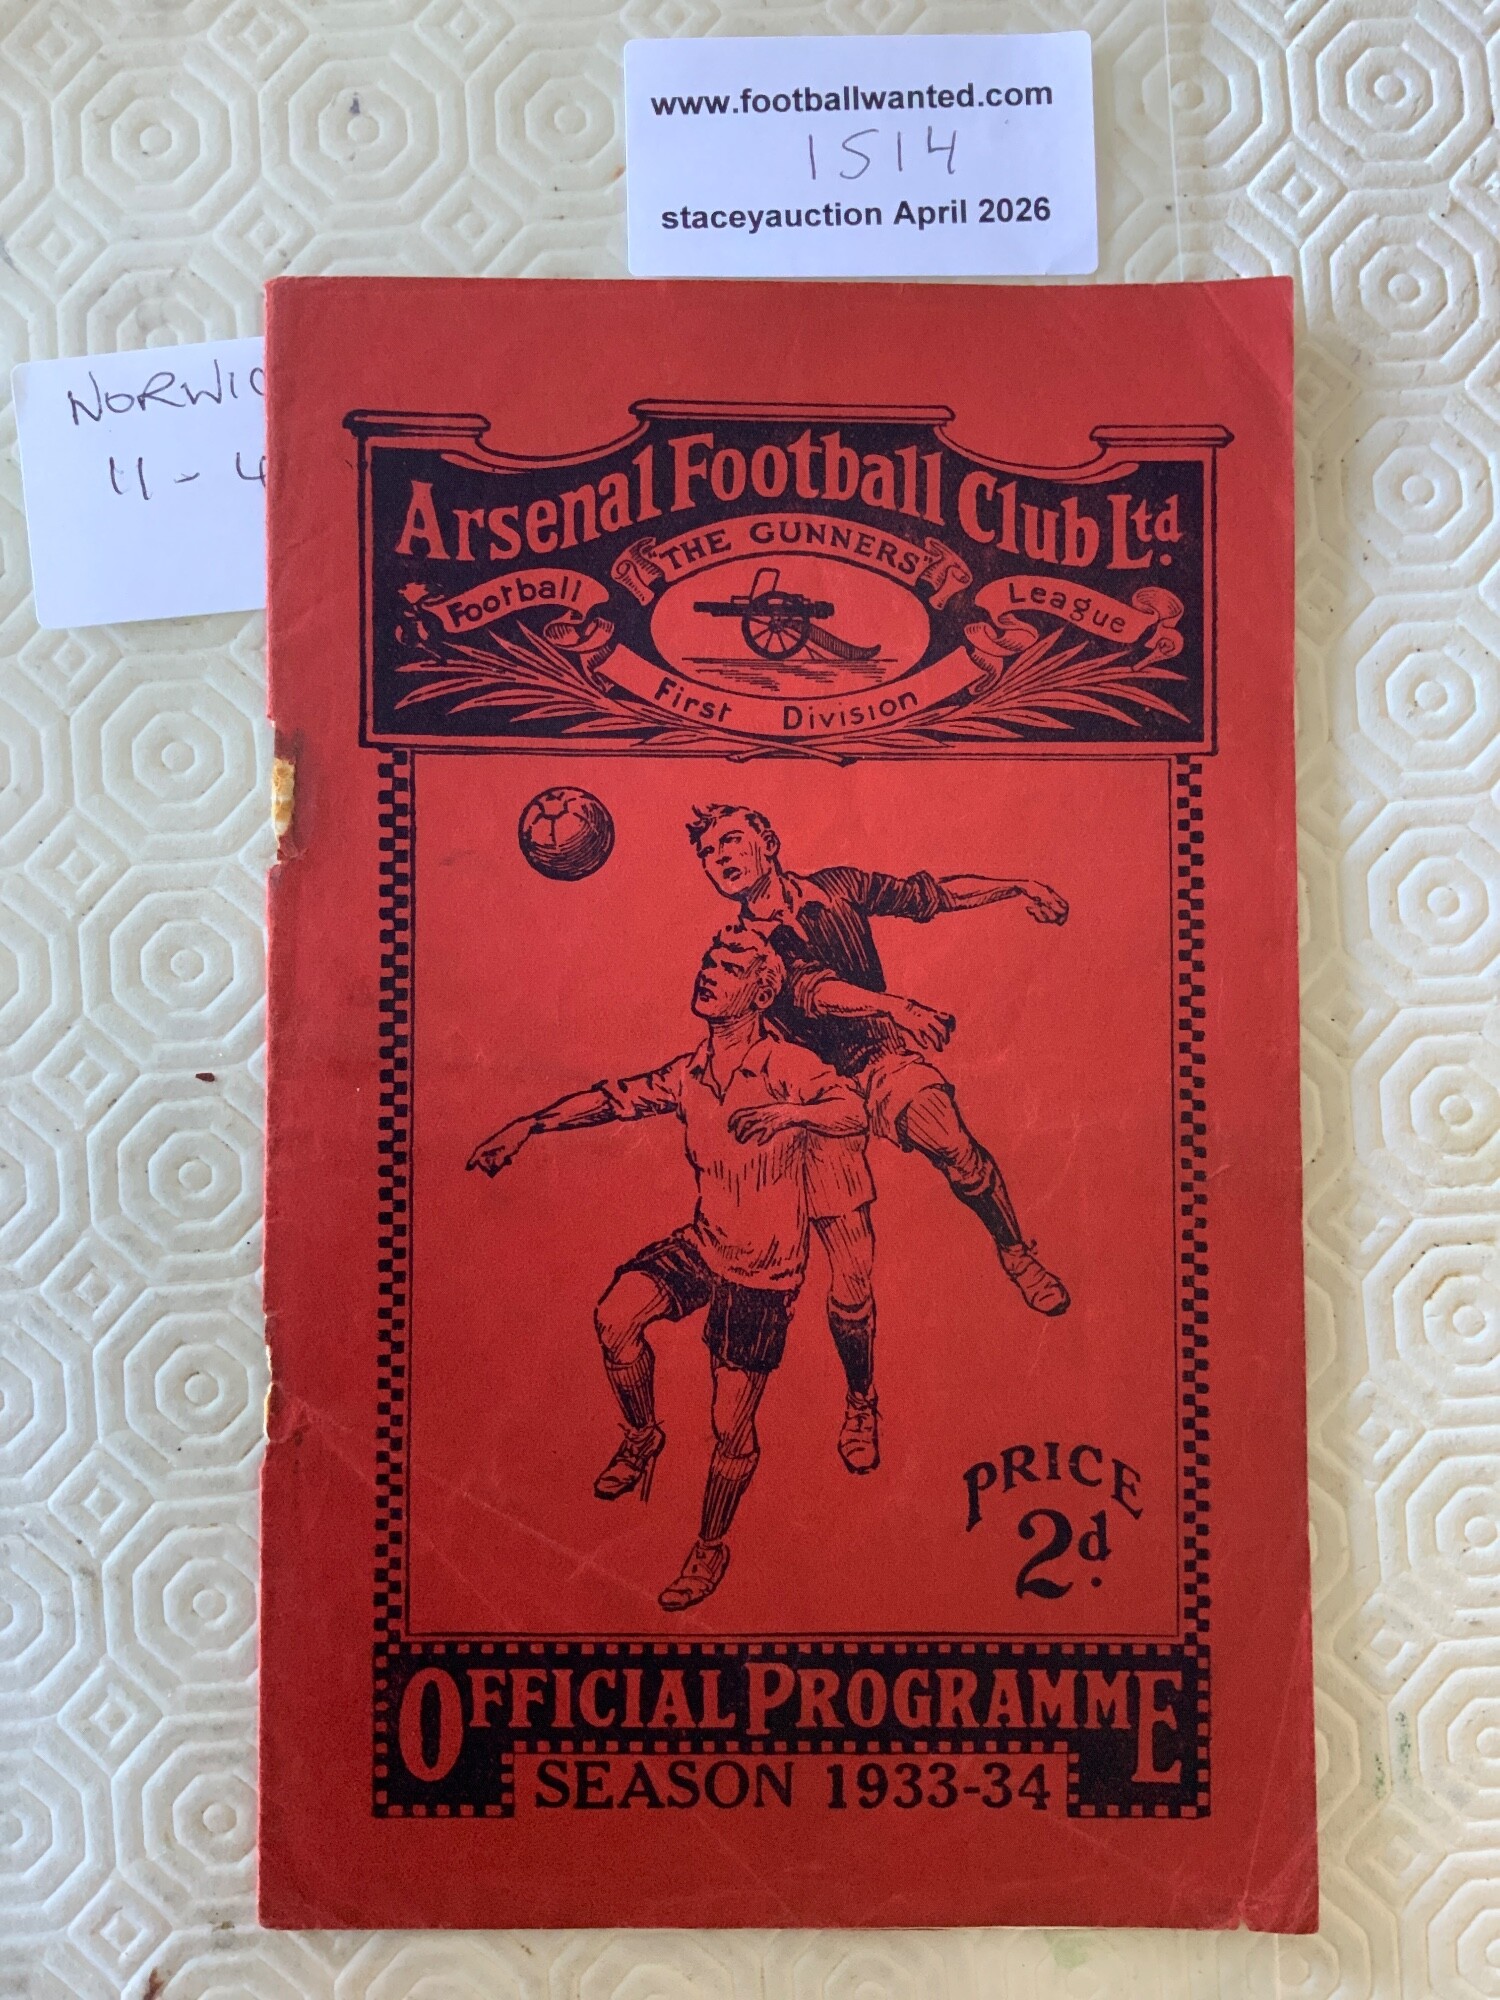 www.footballwanted.com
1514
staceyauction April 2026
11-4
Arsenal Football Club Ltd.
"THE GUNNERS"
Football League
First Division
PRICE
2d.
OFFICIAL PROGRAMME
SEASON 1933-34